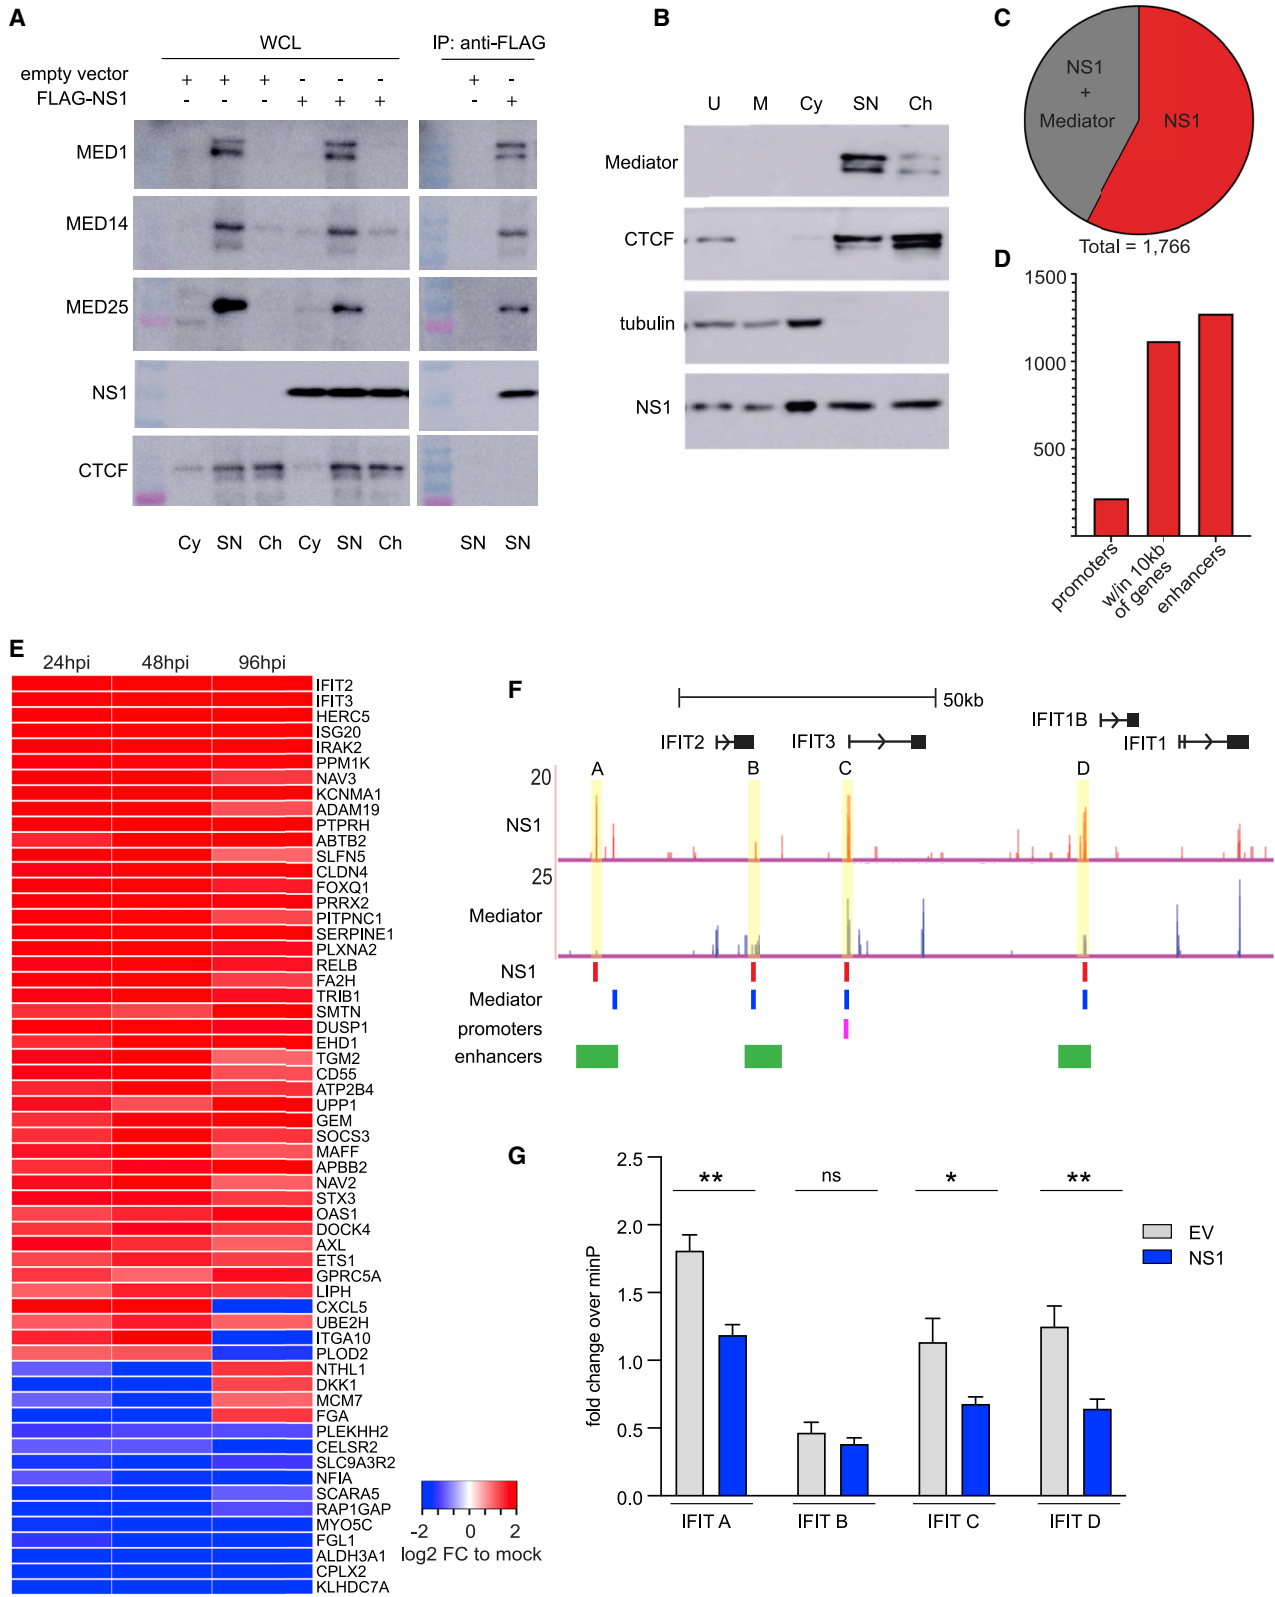 A
WCL
IP: anti-FLAG
empty vector + + + - - - + -
FLAG-NS1 - - - + + + - +
MED1
MED14
MED25
NS1
CTCF
Cy SN Ch Cy SN Ch SN SN
B
U M Cy SN Ch
Mediator
CTCF
tubulin
NS1
C
NS1
+
Mediator
NS1
Total = 1,766
D
1500
1000
500
promoters
w/in 10kb
of genes
enhancers
E
24hpi 48hpi 96hpi
IFIT2
IFIT3
HERC5
ISG20
IRAK2
PPM1K
NAV3
KCNMA1
ADAM19
PTPRH
ABTB2
SLFN5
CLDN4
FOXQ1
PRRX2
PITPNC1
SERPINE1
PLXNA2
RELB
FA2H
TRIB1
SMTN
DUSP1
EHD1
TGM2
CD55
ATP2B4
UPP1
GEM
SOCS3
MAFF
APBB2
NAV2
STX3
OAS1
DOCK4
AXL
ETS1
GPRC5A
LIPH
CXCL5
UBE2H
ITGA10
PLOD2
NTHL1
DKK1
MCM7
FGA
PLEKHH2
CELSR2
SLC9A3R2
NFIA
SCARA5
RAP1GAP
MYO5C
FGL1
ALDH3A1
CPLX2
KLHDC7A
-2 0 2
log2 FC to mock
F
50kb
IFIT2
IFIT3
IFIT1B
IFIT1
A B C D
20
NS1
25
Mediator
NS1
Mediator
promoters
enhancers
G
fold change over minP
2.5
2.0
1.5
1.0
0.5
0.0
** ns * **
EV
NS1
IFIT A IFIT B IFIT C IFIT D